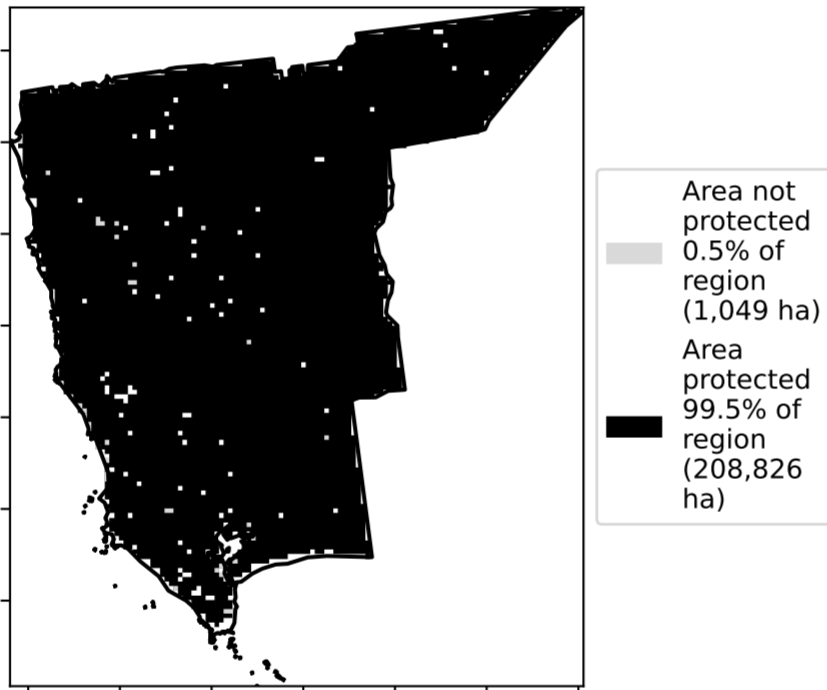 Area not
protected
0.5% of
region
(1,049 ha)
Area
protected
99.5% of
region
(208,826
ha)